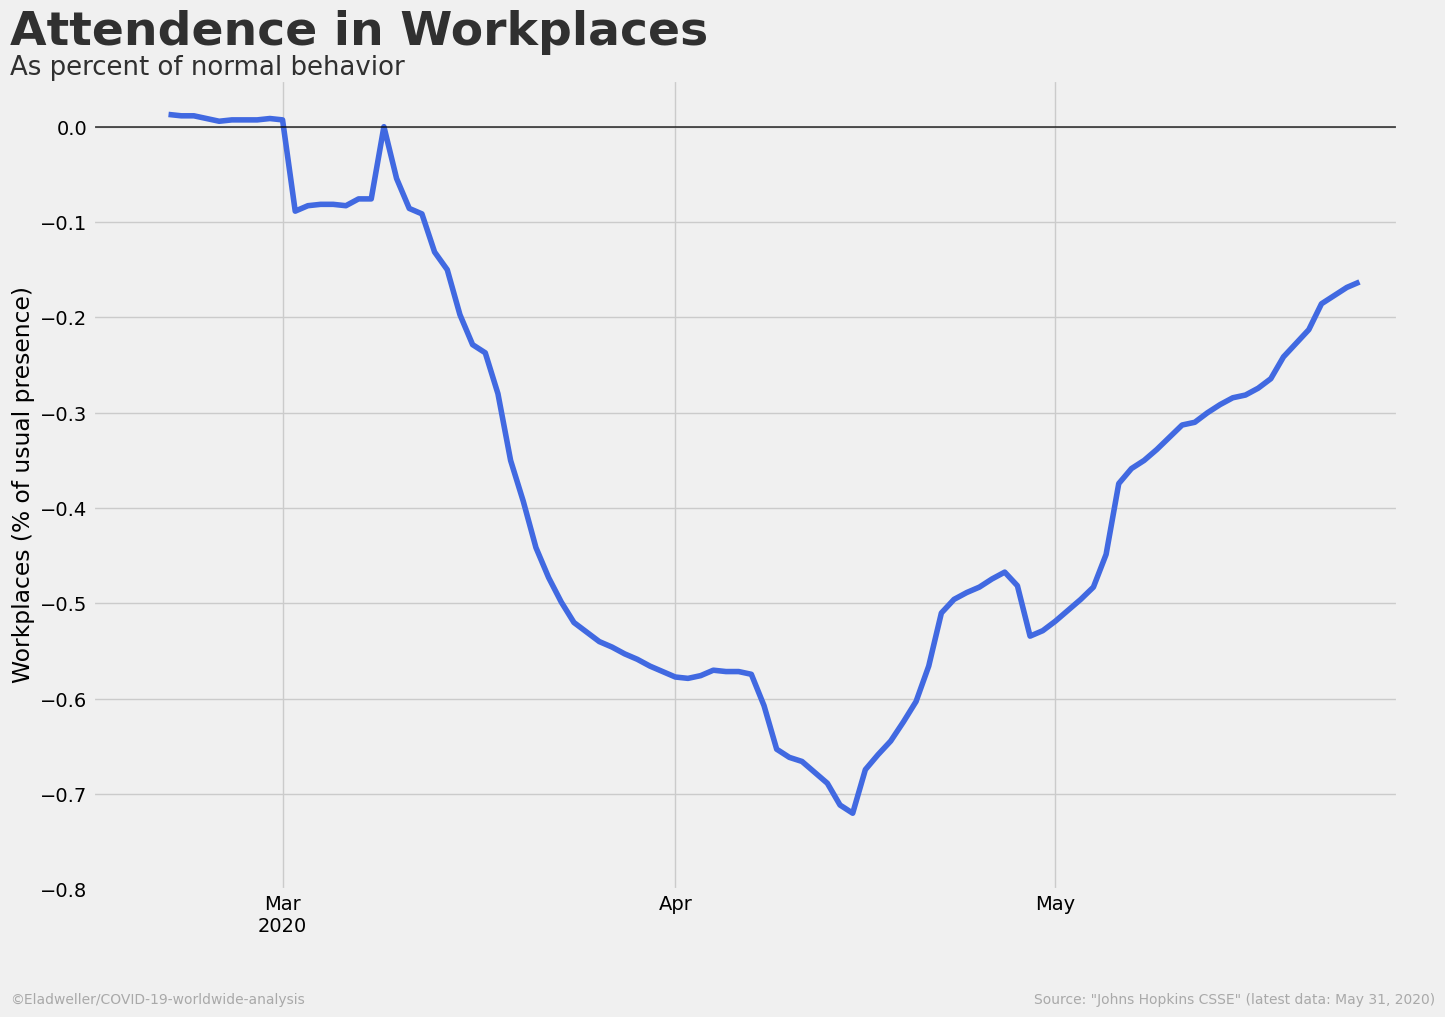 Attendence in Workplaces
As percent of normal behavior
Workplaces (% of usual presence)
0.0
−0.1
−0.2
−0.3
−0.4
−0.5
−0.6
−0.7
−0.8
Mar
2020
Apr
May
©Eladweller/COVID-19-worldwide-analysis
Source: "Johns Hopkins CSSE" (latest data: May 31, 2020)